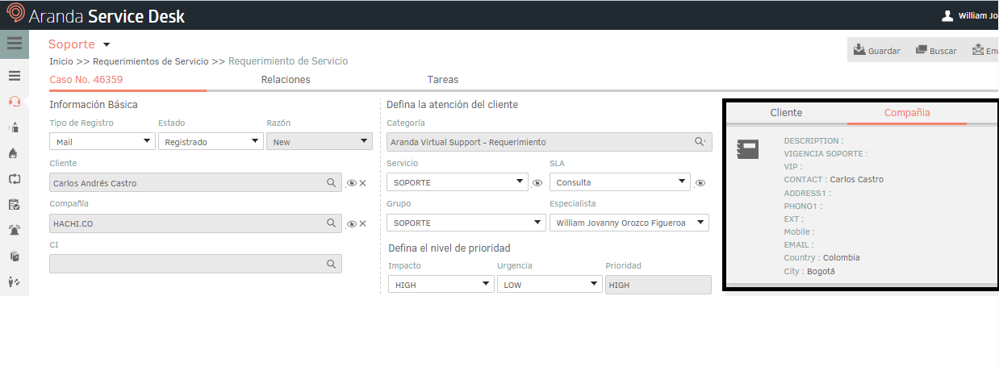 Aranda Service Desk
William Jo
Soporte
Inicio >> Requerimientos de Servicio >> Requerimiento de Servicio
Guardar Buscar Env
Caso No. 46359 Relaciones Tareas
Información Básica
Tipo de Registro Estado Razón
Mail Registrado New
Cliente
Carlos Andrés Castro
Compañía
HACHI.CO
CI
Defina la atención del cliente
Categoría
Aranda Virtual Support - Requerimiento
Servicio SLA
SOPORTE Consulta
Grupo Especialista
SOPORTE William Jovanny Orozco Figueroa
Defina el nivel de prioridad
Impacto Urgencia Prioridad
HIGH LOW HIGH
Cliente Compañia
DESCRIPTION :
VIGENCIA SOPORTE :
VIP :
CONTACT : Carlos Castro
ADDRESS1 :
PHONO1 :
EXT :
Mobile :
EMAIL :
Country : Colombia
City : Bogotá